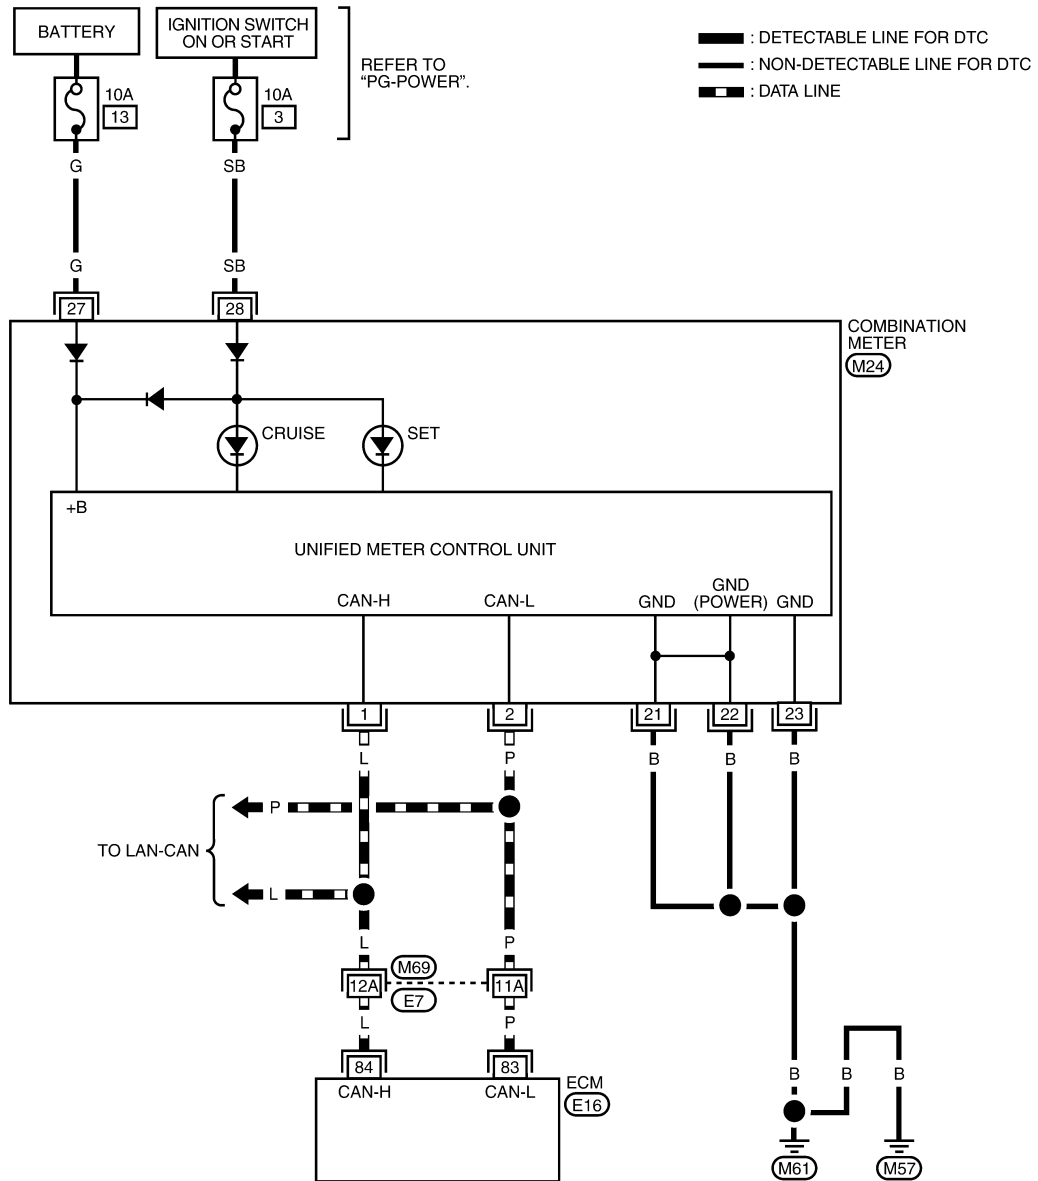 BATTERY
IGNITION SWITCH
ON OR START
REFER TO
“PG-POWER”.
: DETECTABLE LINE FOR DTC
: NON-DETECTABLE LINE FOR DTC
: DATA LINE
10A
13
10A
3
G
SB
G
SB
27
28
COMBINATION
METER
M24
CRUISE
SET
+B
UNIFIED METER CONTROL UNIT
CAN-H
CAN-L
GND
GND
(POWER)
GND
1
2
21
22
23
L
P
B
B
B
P
TO LAN-CAN
L
L
P
M69
12A
11A
E7
L
P
84
83
CAN-H
CAN-L
ECM
E16
B
B
B
M61
M57